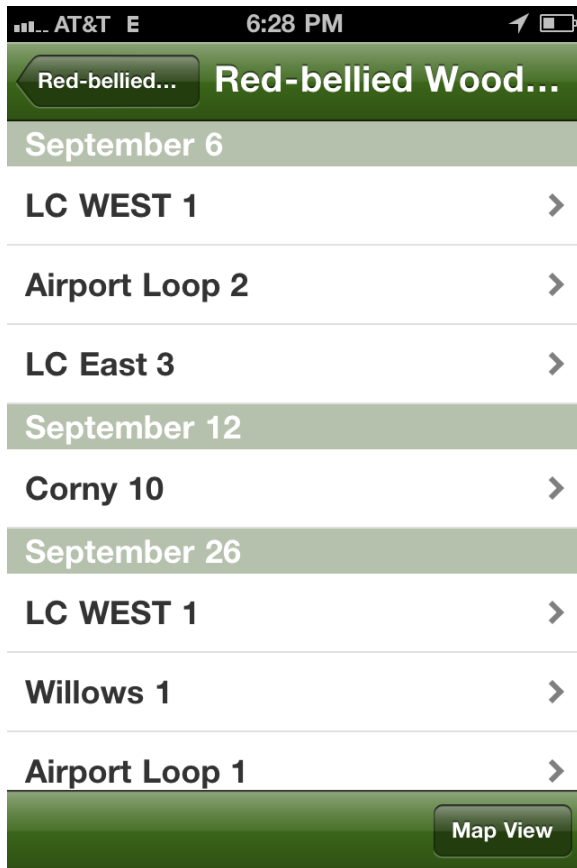 AT&T E 6:28 PM
Red-bellied... Red-bellied Wood...
September 6
LC WEST 1
Airport Loop 2
LC East 3
September 12
Corny 10
September 26
LC WEST 1
Willows 1
Airport Loop 1
Map View